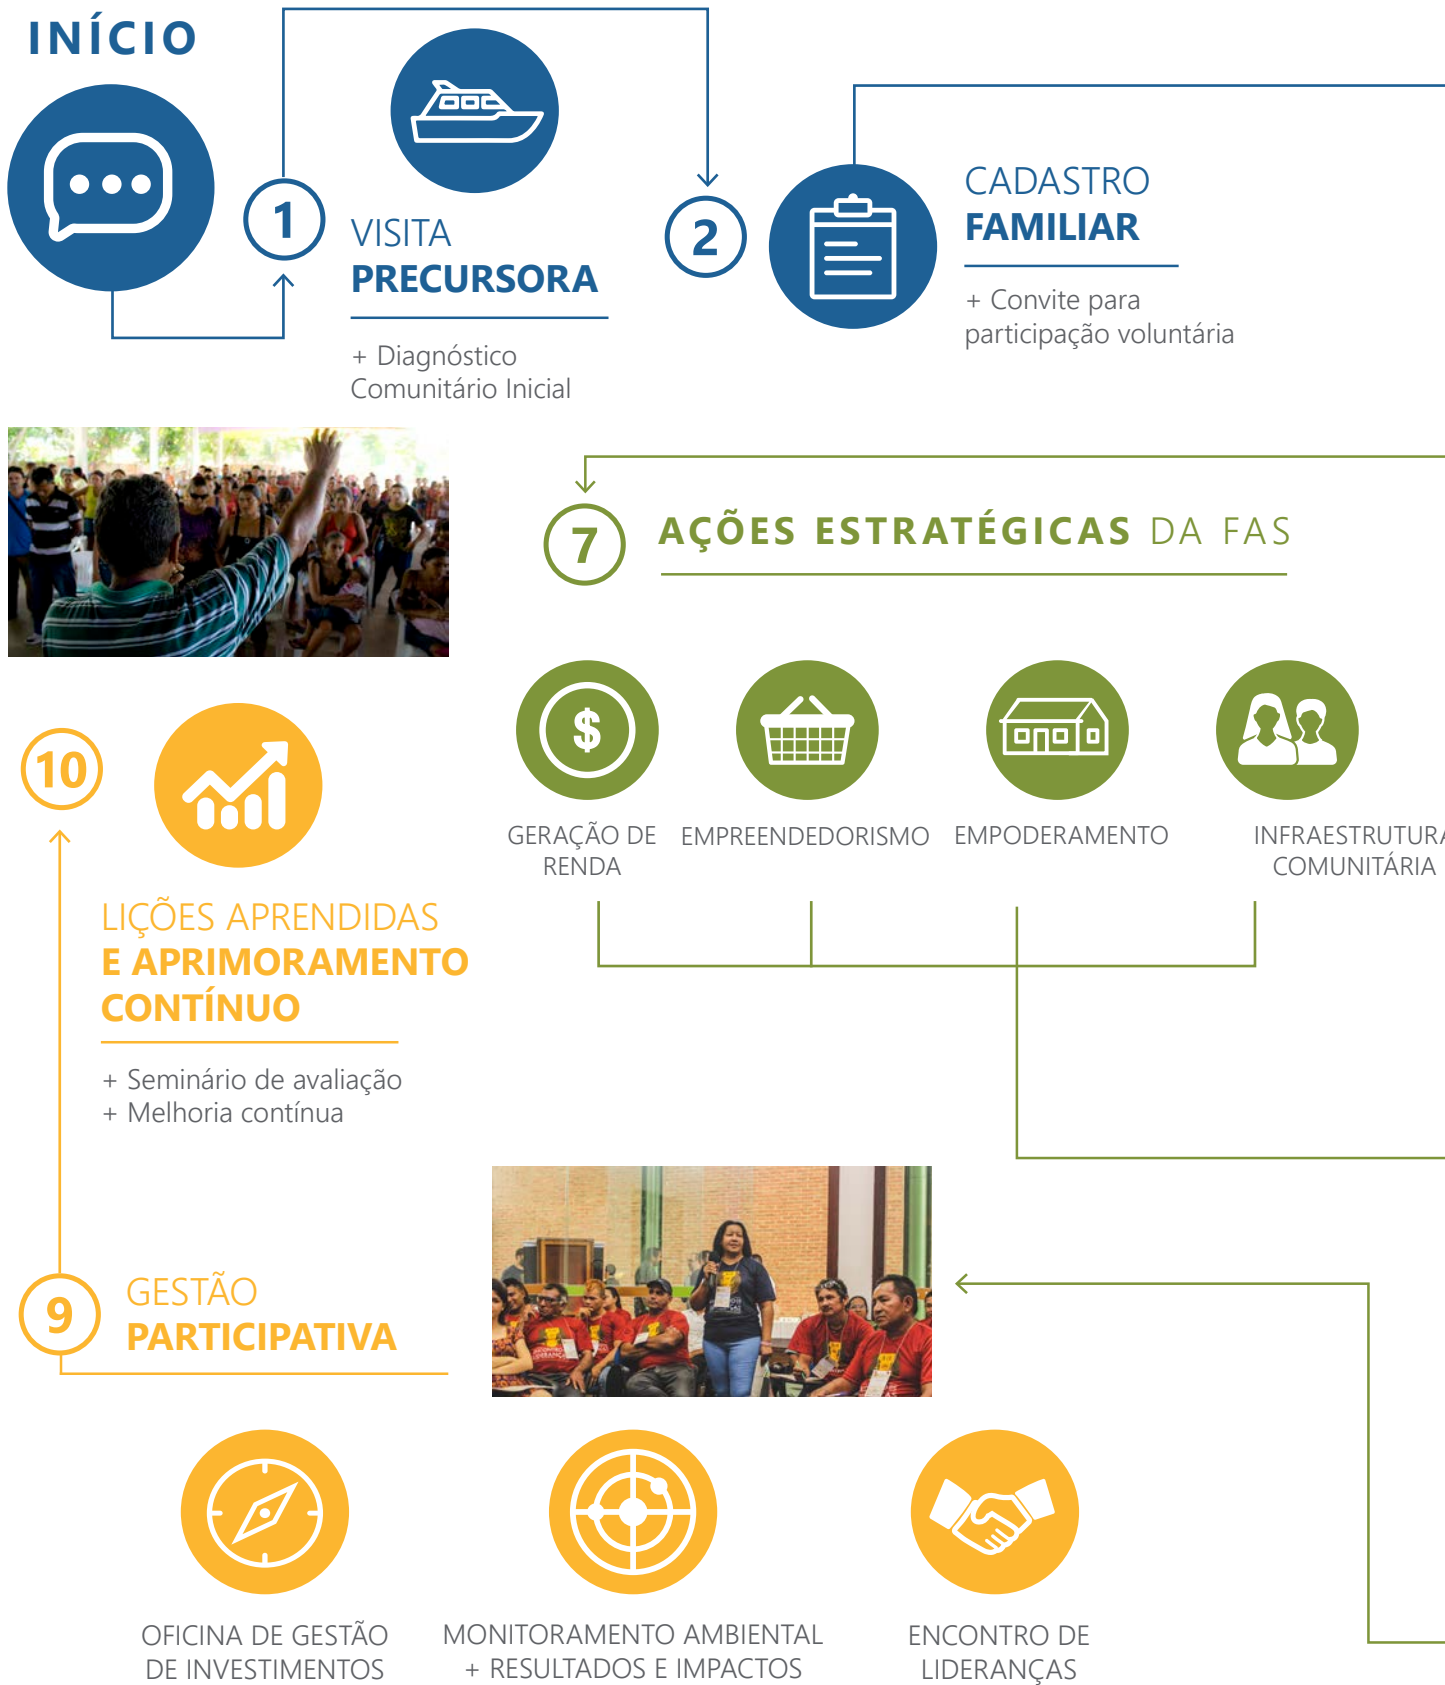 INÍCIO
1
VISITA
PRECURSORA
+ Diagnóstico
Comunitário Inicial
2
CADASTRO
FAMILIAR
+ Convite para
participação voluntária
7
AÇÕES ESTRATÉGICAS DA FAS
GERAÇÃO DE
RENDA
EMPREENDEDORISMO
EMPODERAMENTO
INFRAESTRUTURA
COMUNITÁRIA
10
LIÇÕES APRENDIDAS
E APRIMORAMENTO
CONTÍNUO
+ Seminário de avaliação
+ Melhoria contínua
9
GESTÃO
PARTICIPATIVA
OFICINA DE GESTÃO
DE INVESTIMENTOS
MONITORAMENTO AMBIENTAL
+ RESULTADOS E IMPACTOS
ENCONTRO DE
LIDERANÇAS